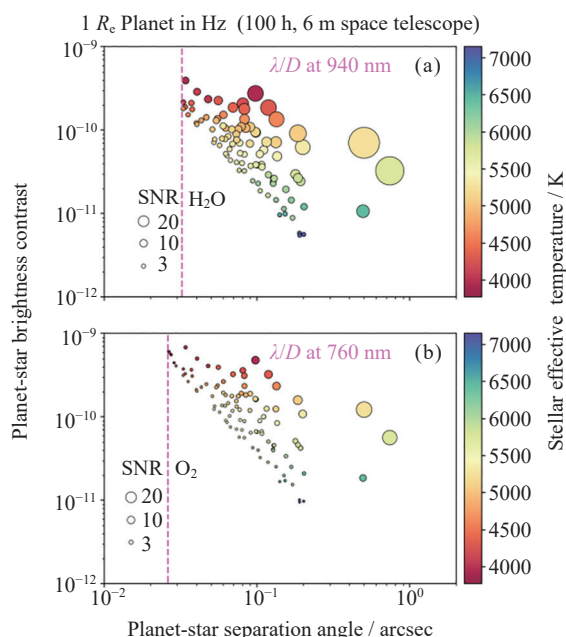 1 Rₑ Planet in Hz (100 h, 6 m space telescope)
10⁻⁹
λ/D at 940 nm
(a)
10⁻¹⁰
10⁻¹¹
10⁻¹²
SNR
H₂O
20
10
3
7000
6500
6000
5500
5000
4500
4000
Planet-star brightness contrast
Stellar effective temperature / K
10⁻⁹
λ/D at 760 nm
(b)
10⁻¹⁰
10⁻¹¹
10⁻¹²
SNR
O₂
20
10
3
7000
6500
6000
5500
5000
4500
4000
10⁻²
10⁻¹
10⁰
Planet-star separation angle / arcsec